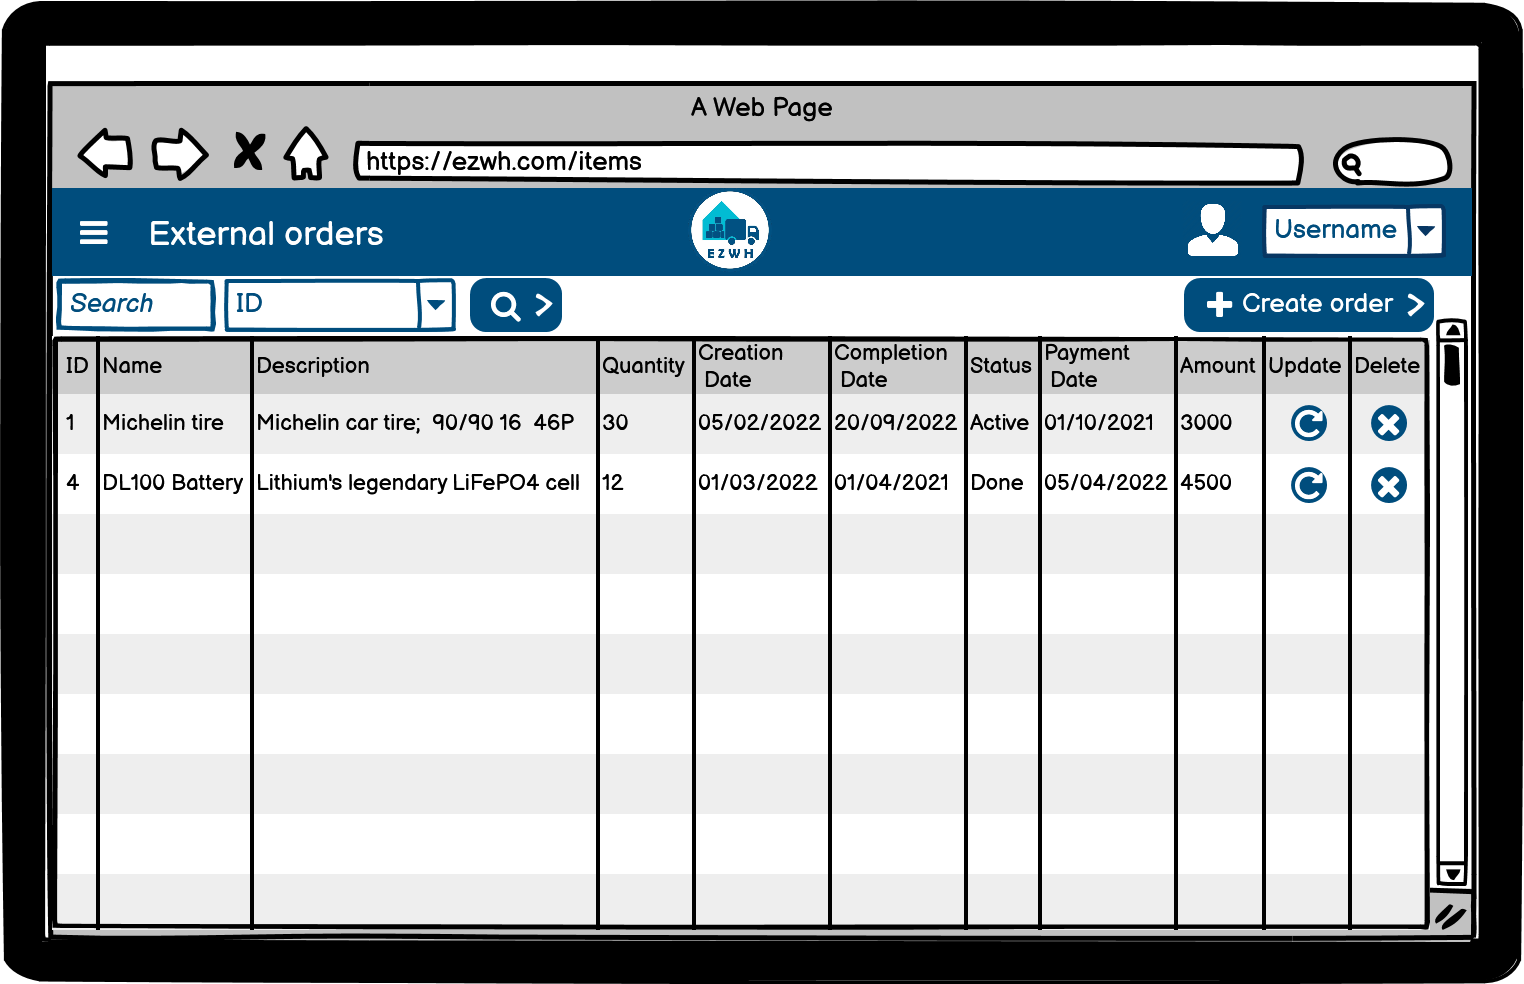 A Web Page
https://ezwh.com/items
External orders
EZWH
Username
Search
ID
Create order
ID Name Description Quantity Creation Date Completion Date Status Payment Date Amount Update Delete
1 Michelin tire Michelin car tire; 90/90 16 46P 30 05/02/2022 20/09/2022 Active 01/10/2021 3000
4 DL100 Battery Lithium's legendary LiFePO4 cell 12 01/03/2022 01/04/2021 Done 05/04/2022 4500